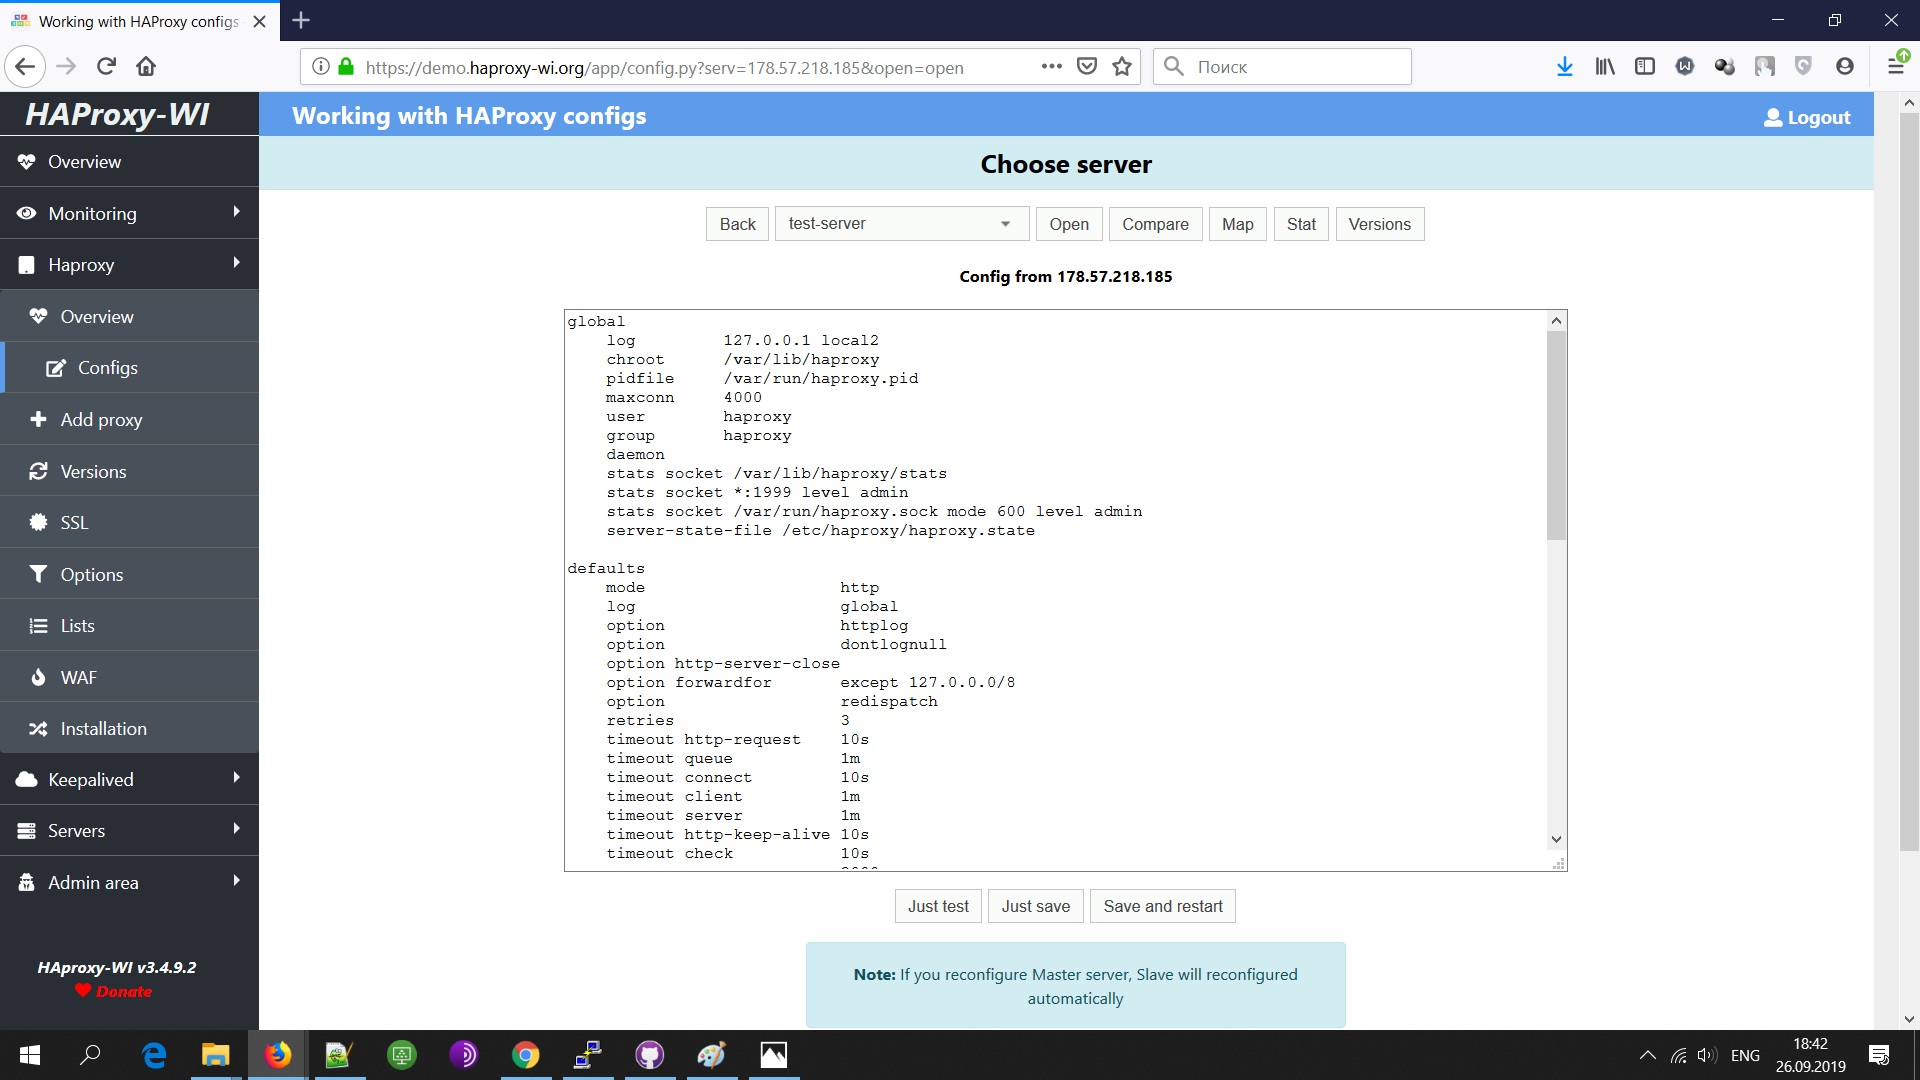 Working with HAProxy configs
https://demo.haproxy-wi.org/app/config.py?serv=178.57.218.185&open=open
Поиск
HAProxy-WI
Working with HAProxy configs
Logout
Overview
Monitoring
Haproxy
Overview
Configs
Add proxy
Versions
SSL
Options
Lists
WAF
Installation
Keepalived
Servers
Admin area
HAproxy-WI v3.4.9.2
Donate
Choose server
Back test-server Open Compare Map Stat Versions
Config from 178.57.218.185
global
log 127.0.0.1 local2
chroot /var/lib/haproxy
pidfile /var/run/haproxy.pid
maxconn 4000
user haproxy
group haproxy
daemon
stats socket /var/lib/haproxy/stats
stats socket *:1999 level admin
stats socket /var/run/haproxy.sock mode 600 level admin
server-state-file /etc/haproxy/haproxy.state
defaults
mode http
log global
option httplog
option dontlognull
option http-server-close
option forwardfor except 127.0.0.0/8
option redispatch
retries 3
timeout http-request 10s
timeout queue 1m
timeout connect 10s
timeout client 1m
timeout server 1m
timeout http-keep-alive 10s
timeout check 10s
Just test Just save Save and restart
Note: If you reconfigure Master server, Slave will reconfigured
automatically
ENG
18:42
26.09.2019